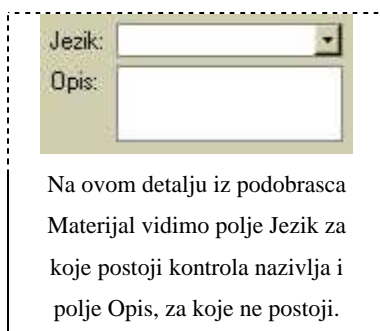 Jezik:
Opis:
Na ovom detalju iz podobrasca
Materijal vidimo polje Jezik za
koje postoji kontrola nazivlja i
polje Opis, za koje ne postoji.